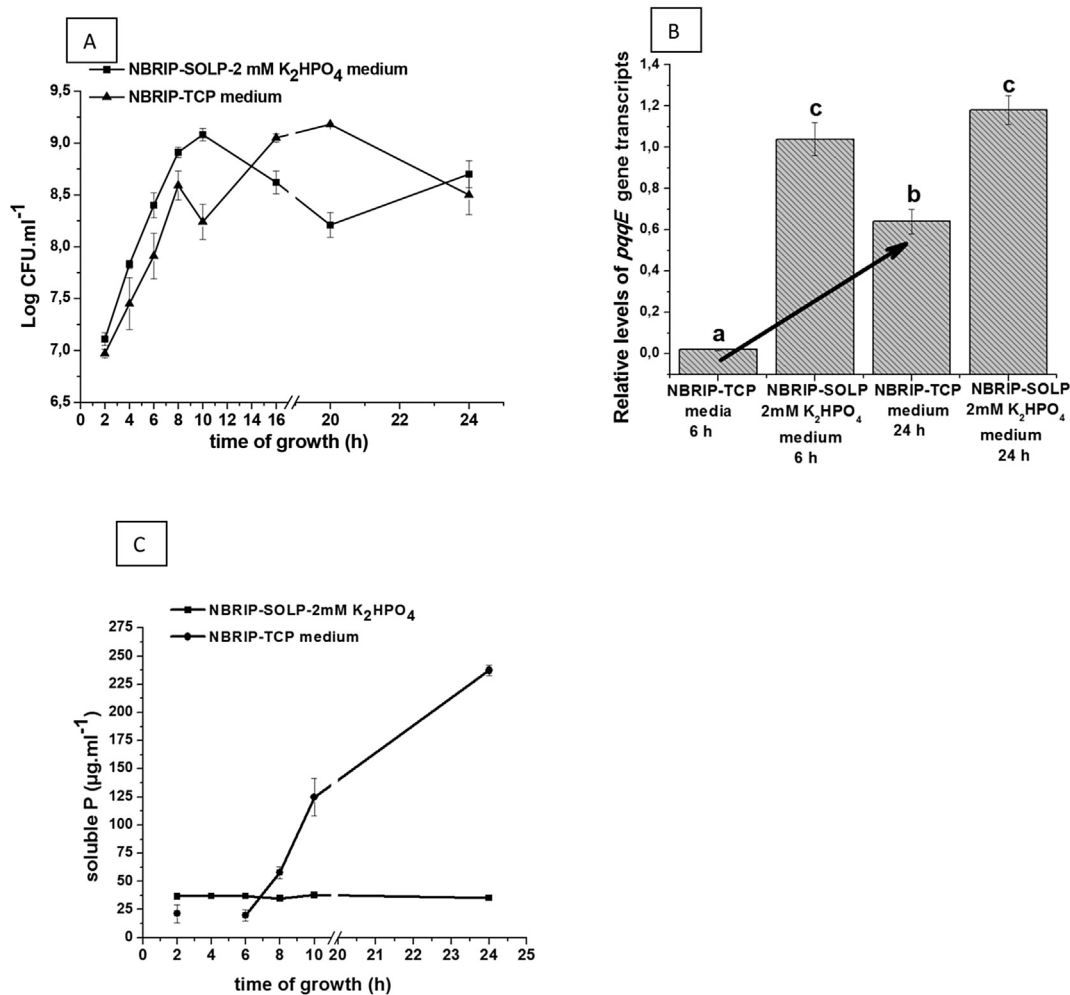 A
NBRIP-SOLP-2 mM K₂HPO₄ medium
NBRIP-TCP medium
9,5
9,0
8,5
8,0
7,5
7,0
6,5
Log CFU.ml⁻¹
0 2 4 6 8 10 12 14 16 20 22 24
time of growth (h)
B
1,4
1,2
1,0
0,8
0,6
0,4
0,2
0,0
Relative levels of pqqE gene transcripts
a
c
b
c
NBRIP-TCP
media
6 h
NBRIP-SOLP
2mM K₂HPO₄
medium
6 h
NBRIP-TCP
medium
24 h
NBRIP-SOLP
2mM K₂HPO₄
medium
24 h
C
NBRIP-SOLP-2mM K₂HPO₄
NBRIP-TCP medium
275
250
225
200
175
150
125
100
75
50
25
0
soluble P (µg.ml⁻¹)
0 2 4 6 8 10 20 21 22 23 24 25
time of growth (h)